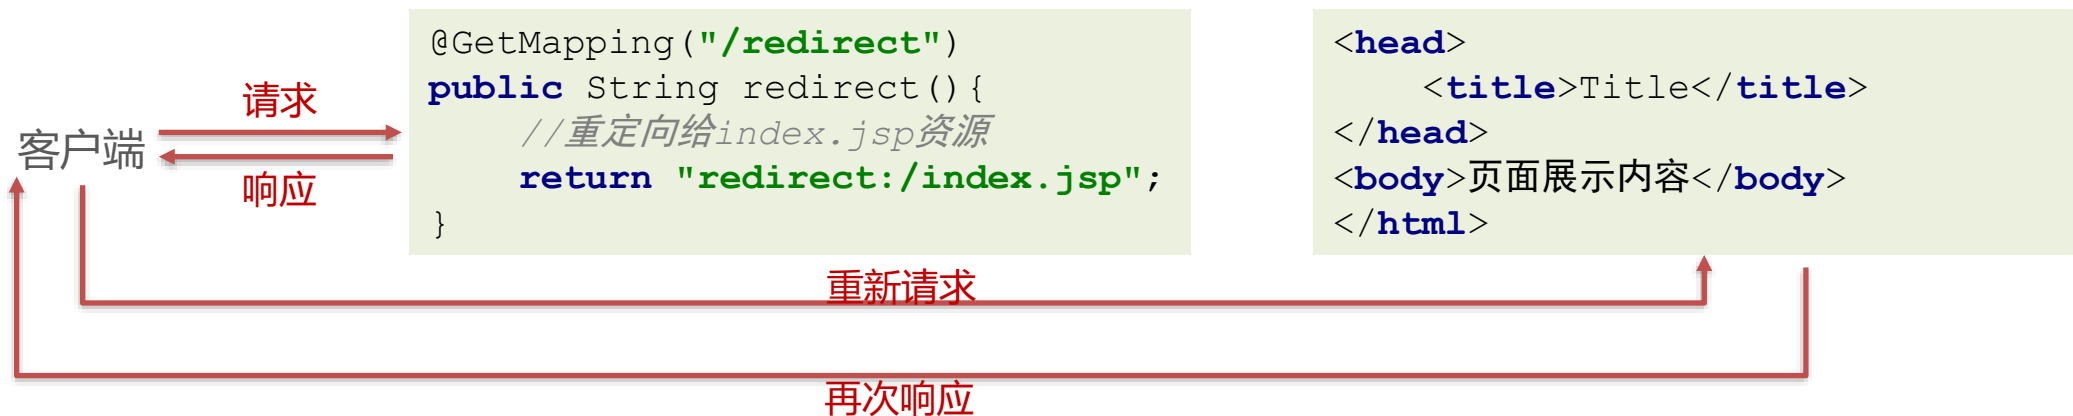 客户端
请求
响应
@GetMapping("/redirect")
public String redirect(){
    //重定向给index.jsp资源
    return "redirect:/index.jsp";
}
<head>
    <title>Title</title>
</head>
<body>页面展示内容</body>
</html>
重新请求
再次响应